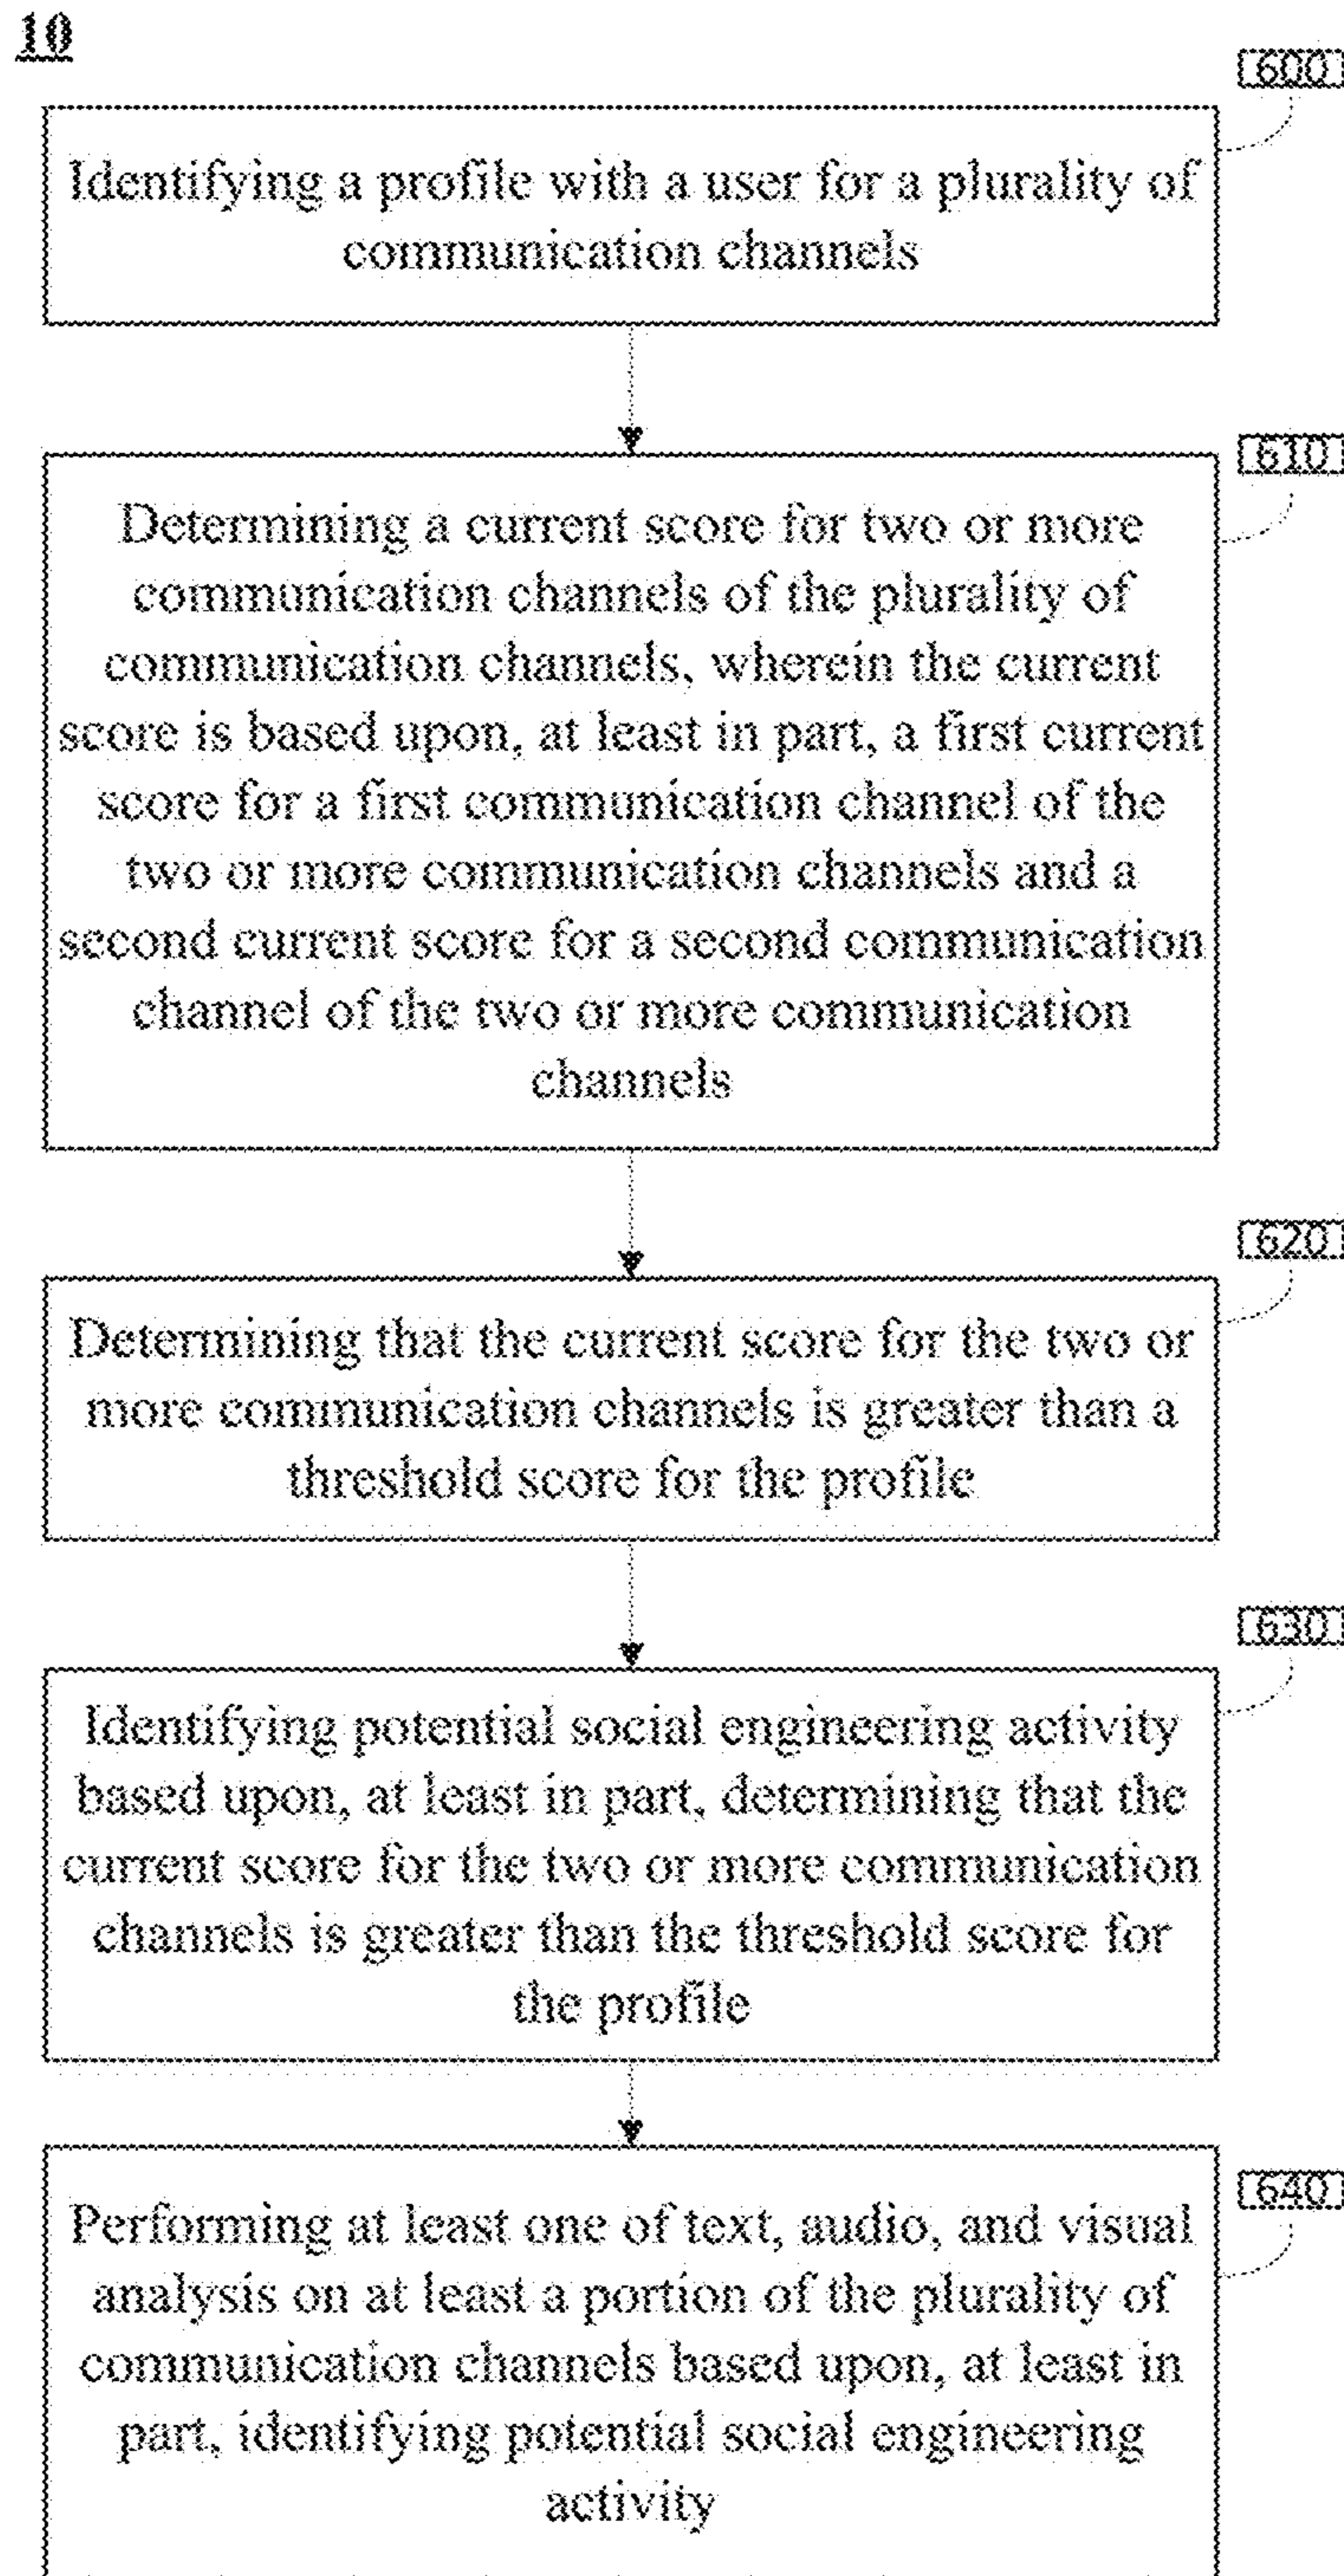 10
600
Identifying a profile with a user for a plurality of
communication channels
610
Determining a current score for two or more
communication channels of the plurality of
communication channels, wherein the current
score is based upon, at least in part, a first current
score for a first communication channel of the
two or more communication channels and a
second current score for a second communication
channel of the two or more communication
channels
620
Determining that the current score for the two or
more communication channels is greater than a
threshold score for the profile
630
Identifying potential social engineering activity
based upon, at least in part, determining that the
current score for the two or more communication
channels is greater than the threshold score for
the profile
640
Performing at least one of text, audio, and visual
analysis on at least a portion of the plurality of
communication channels based upon, at least in
part, identifying potential social engineering
activity